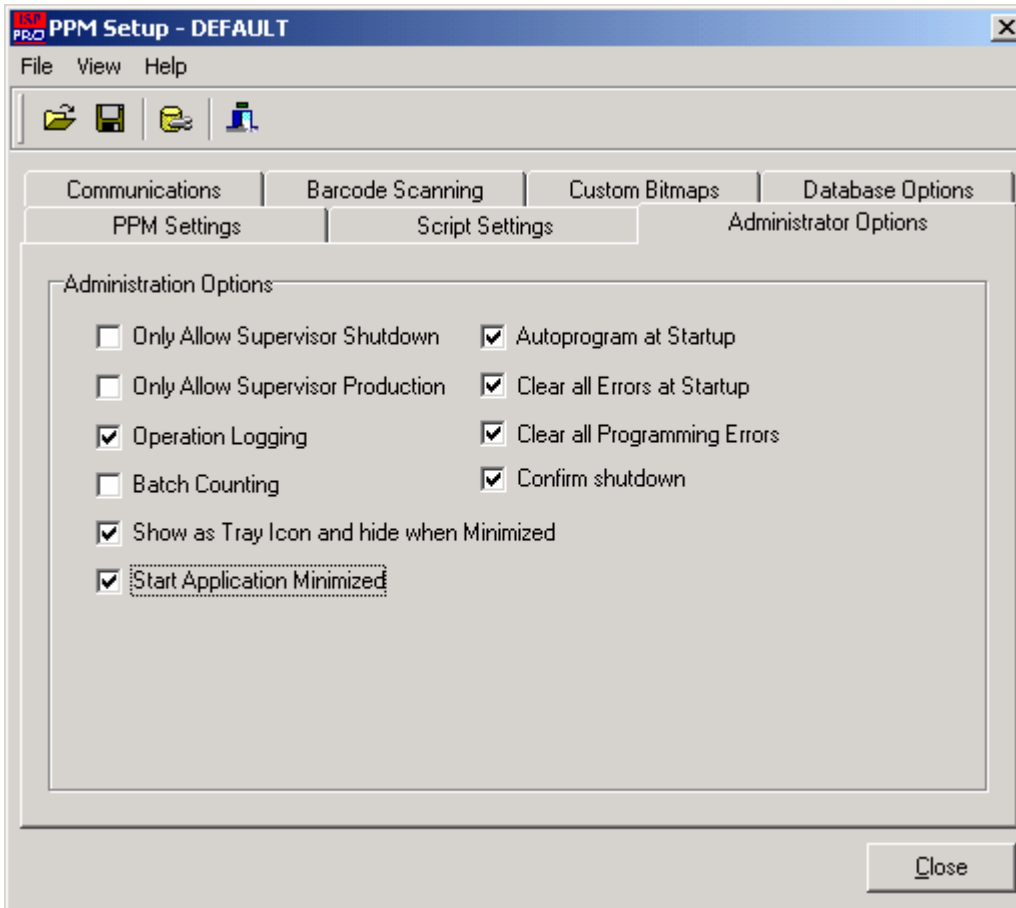 ISP
PRO PPM Setup - DEFAULT
File View Help
Communications Barcode Scanning Custom Bitmaps Database Options
PPM Settings Script Settings Administrator Options
Administration Options
Only Allow Supervisor Shutdown
Only Allow Supervisor Production
Operation Logging
Batch Counting
Show as Tray Icon and hide when Minimized
Start Application Minimized
Autoprogram at Startup
Clear all Errors at Startup
Clear all Programming Errors
Confirm shutdown
Close